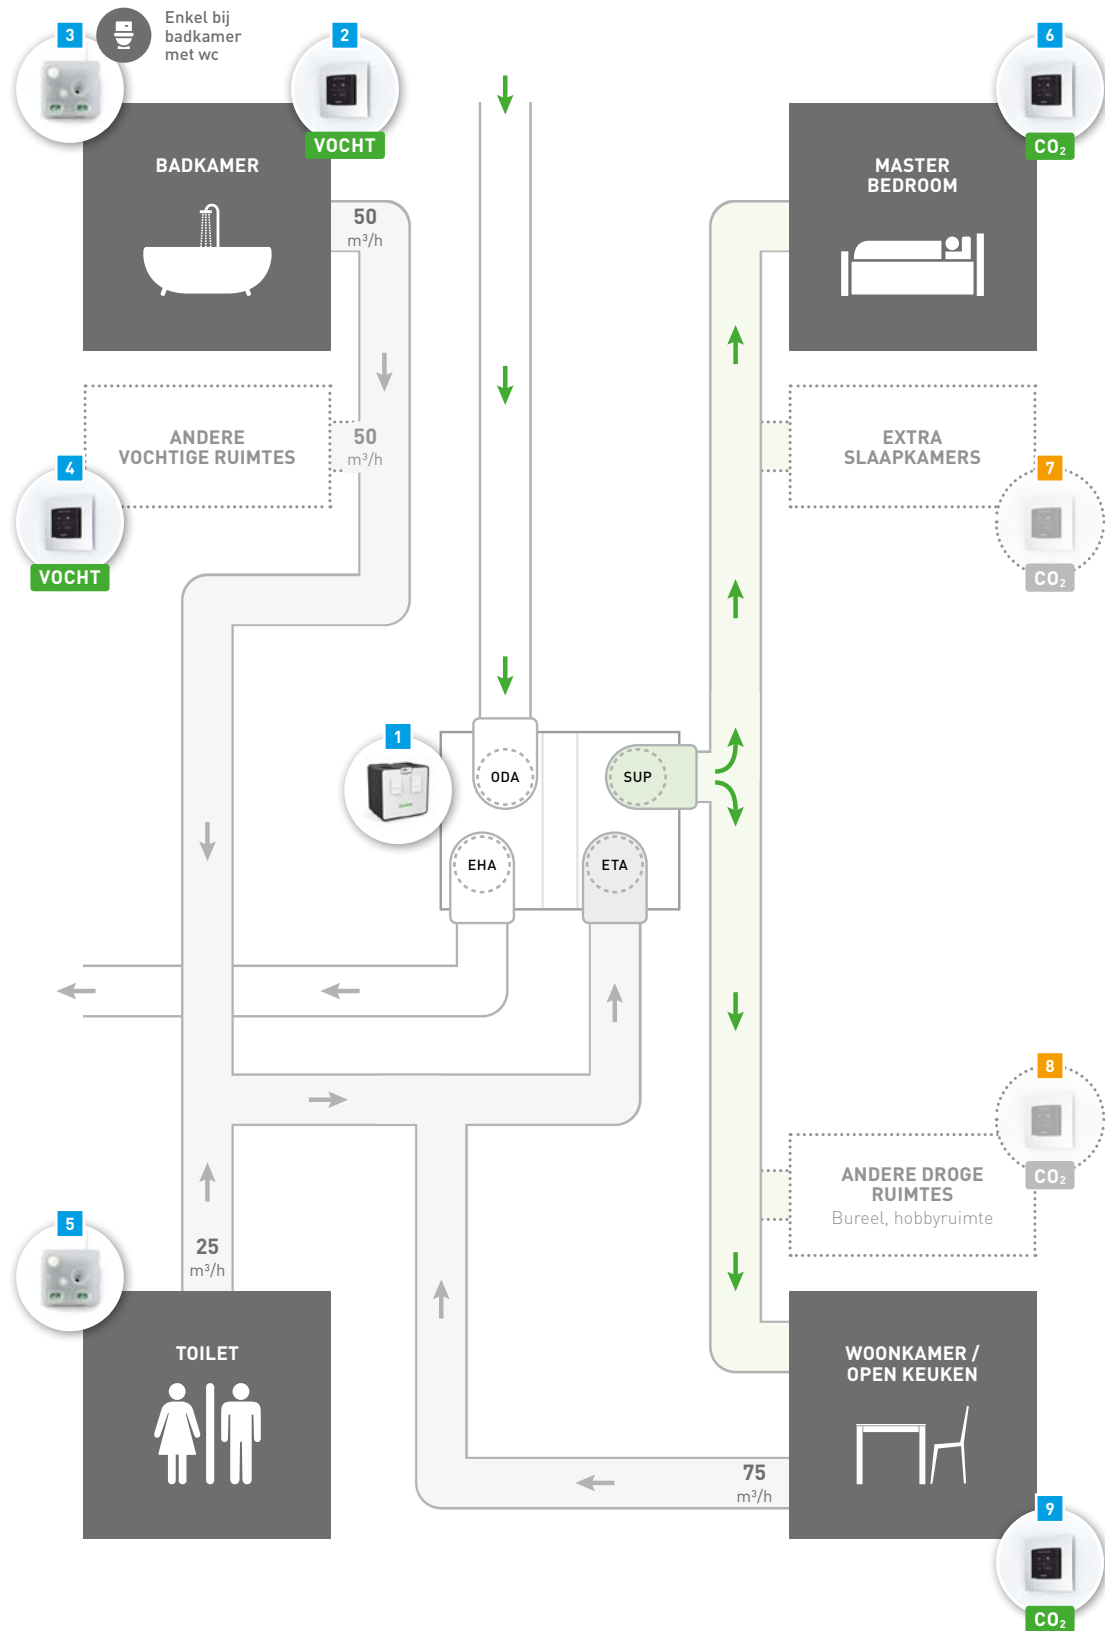 3
Enkel bij
badkamer
met wc
2
VOCHT
6
CO₂
BADKAMER
50
m³/h
MASTER
BEDROOM
ANDERE
VOCHTIGE RUIMTES
50
m³/h
4
VOCHT
EXTRA
SLAAPKAMERS
7
CO₂
1
ODA
SUP
EHA
ETA
8
CO₂
ANDERE DROGE
RUIMTES
Bureel, hobbyruimte
5
25
m³/h
TOILET
WOONKAMER /
OPEN KEUKEN
75
m³/h
9
CO₂